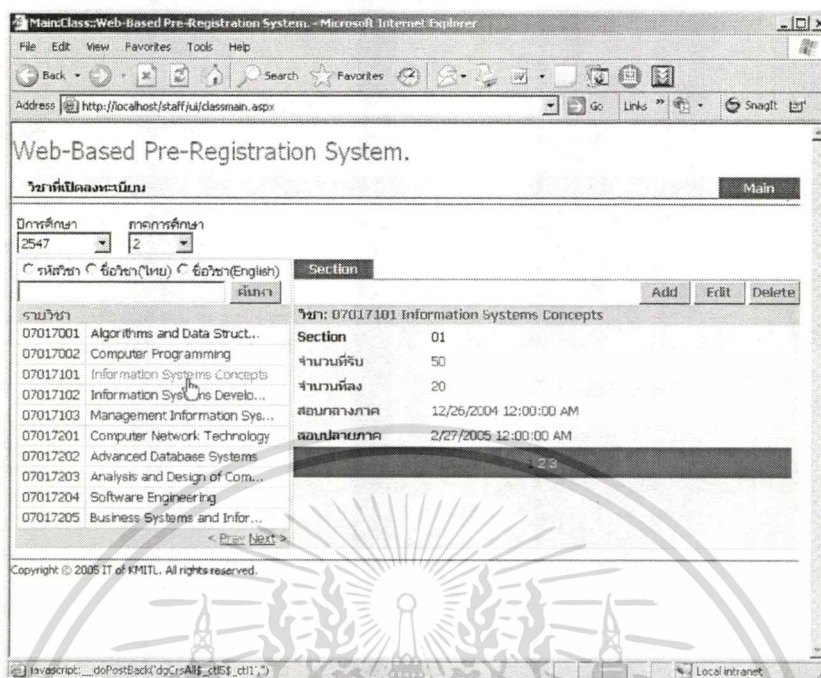 Main:Class::Web-Based Pre-Registration System. - Microsoft Internet Explorer
File Edit View Favorites Tools Help
Back Search Favorites
Address http://localhost/staff/ui/classmain.aspx Go Links » SnagIt
Web-Based Pre-Registration System.
วิชาที่เปิดลงทะเบียน Main
ปีการศึกษา ภาคการศึกษา
2547 2
รหัสวิชา ชื่อวิชา(ไทย) ชื่อวิชา(English) Section
ค้นหา Add Edit Delete
รายวิชา วิชา: 07017101 Information Systems Concepts
07017001 Algorithms and Data Struct... Section 01
07017002 Computer Programming จำนวนที่รับ 50
07017101 Information Systems Concepts จำนวนที่ลง 20
07017102 Information Systems Develo... สอบกลางภาค 12/26/2004 12:00:00 AM
07017103 Management Information Sys... สอบปลายภาค 2/27/2005 12:00:00 AM
07017201 Computer Network Technology
07017202 Advanced Database Systems 1 2 3
07017203 Analysis and Design of Com...
07017204 Software Engineering
07017205 Business Systems and Infor...
< Prev Next >
Copyright © 2005 IT of KMITL. All rights reserved.
javascript:__doPostBack('dgCrsAll$_ctl5$_ctl1','') Local intranet